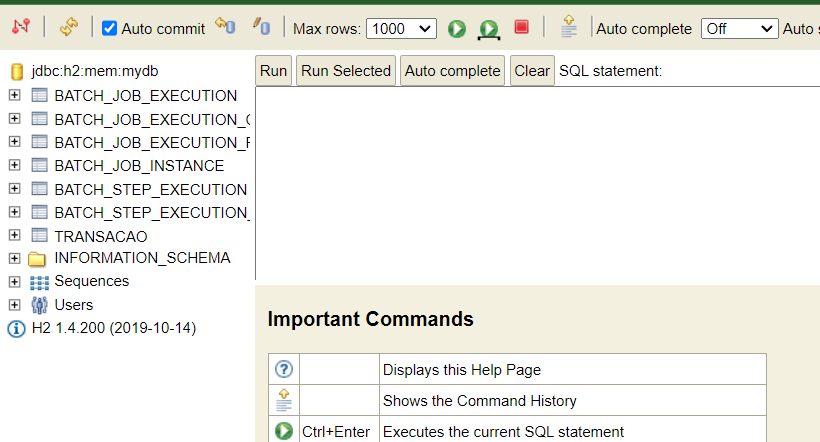 Auto commit Max rows: 1000 Auto complete Off Auto s
jdbc:h2:mem:mydb
Run Run Selected Auto complete Clear SQL statement:
BATCH_JOB_EXECUTION
BATCH_JOB_EXECUTION_
BATCH_JOB_EXECUTION_
BATCH_JOB_INSTANCE
BATCH_STEP_EXECUTION
BATCH_STEP_EXECUTION_
TRANSACAO
INFORMATION_SCHEMA
Sequences
Users
H2 1.4.200 (2019-10-14)
Important Commands
Displays this Help Page
Shows the Command History
Ctrl+Enter Executes the current SQL statement